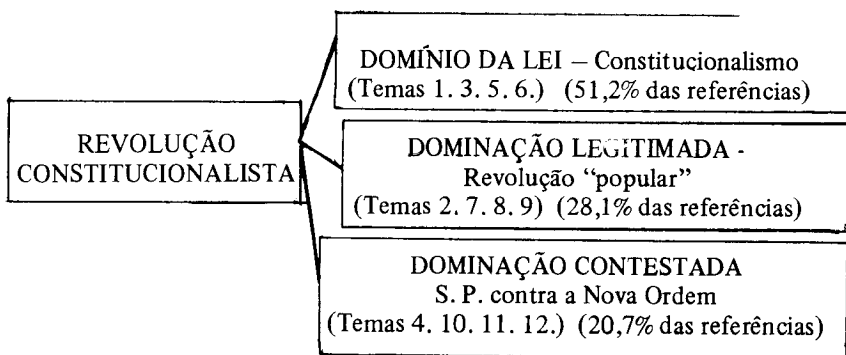 DOMÍNIO DA LEI – Constitucionalismo
(Temas 1. 3. 5. 6.) (51,2% das referências)
REVOLUÇÃO
CONSTITUCIONALISTA
DOMINAÇÃO LEGITIMADA -
Revolução “popular”
(Temas 2. 7. 8. 9) (28,1% das referências)
DOMINAÇÃO CONTESTADA
S. P. contra a Nova Ordem
(Temas 4. 10. 11. 12.) (20,7% das referências)